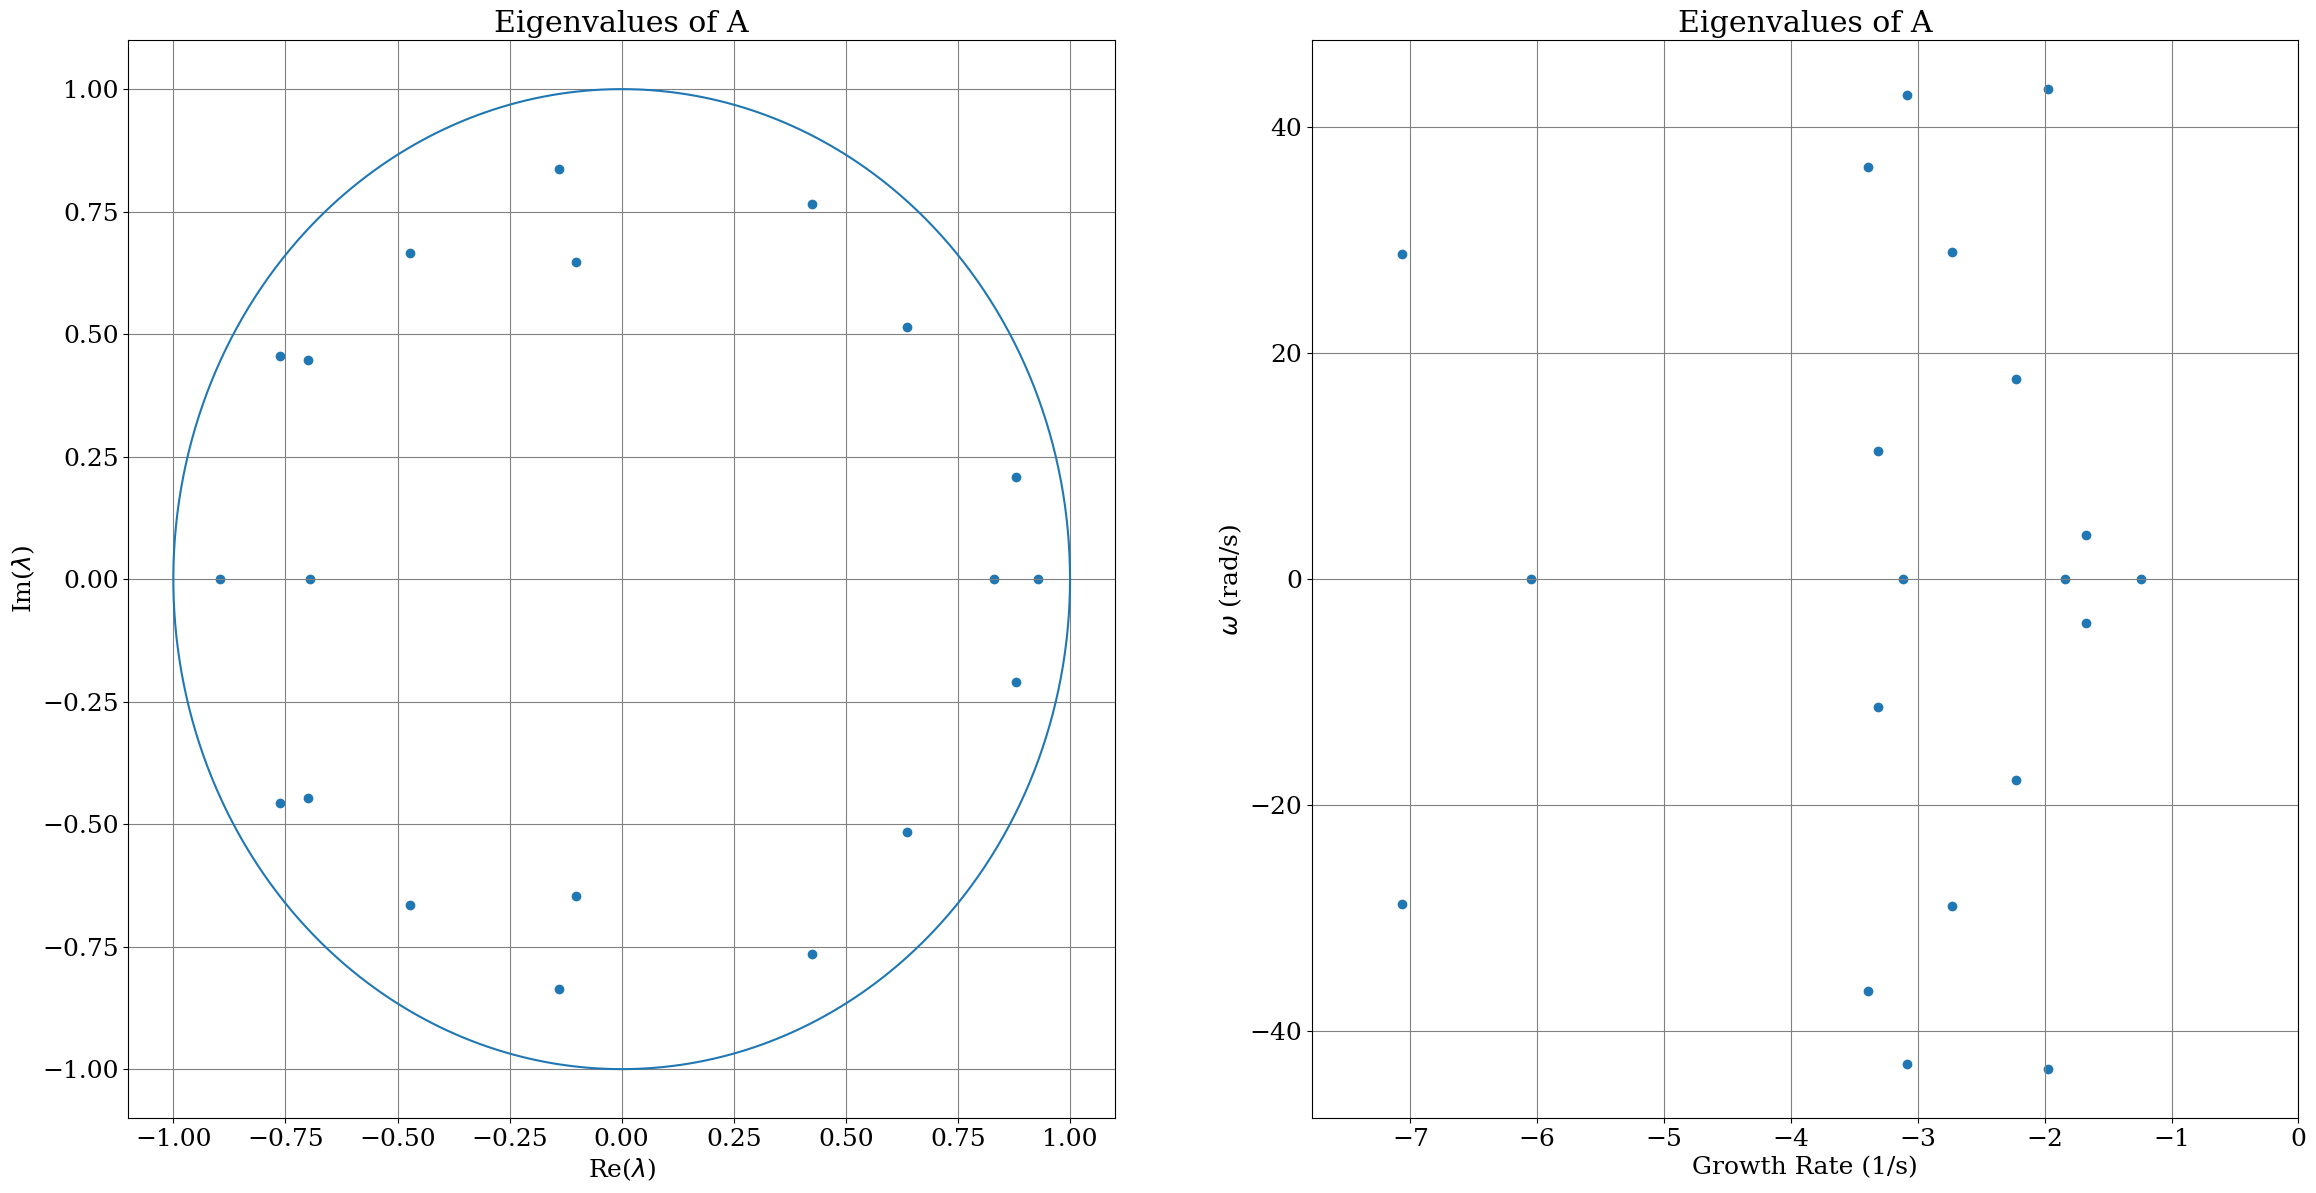 Eigenvalues of A
1.00
0.75
0.50
0.25
0.00
−0.25
−0.50
−0.75
−1.00
Im(λ)
−1.00 −0.75 −0.50 −0.25 0.00 0.25 0.50 0.75 1.00
Re(λ)
Eigenvalues of A
40
20
0
−20
−40
ω (rad/s)
−7 −6 −5 −4 −3 −2 −1 0
Growth Rate (1/s)